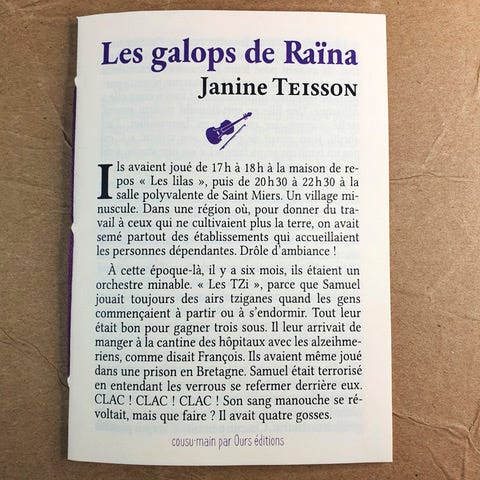 Les galops de Raïna
Janine TEISSON
Ils avaient joué de 17 h à 18 h à la maison de re-
pos « Les lilas », puis de 20 h 30 à 22 h 30 à la
salle polyvalente de Saint Miers. Un village mi-
nuscule. Dans une région où, pour donner du tra-
vail à ceux qui ne cultivaient plus la terre, on avait
semé partout des établissements qui accueillaient
les personnes dépendantes. Drôle d'ambiance !
À cette époque-là, il y a six mois, ils étaient un
orchestre minable. « Les TZi », parce que Samuel
jouait toujours des airs tziganes quand les gens
commençaient à partir ou à s'endormir. Tout leur
était bon pour gagner trois sous. Il leur arrivait de
manger à la cantine des hôpitaux avec les alzeihme-
riens, comme disait François. Ils avaient même joué
dans une prison en Bretagne. Samuel était terrorisé
en entendant les verrous se refermer derrière eux.
CLAC ! CLAC ! CLAC ! Son sang manouche se ré-
voltait, mais que faire ? Il avait quatre gosses.
cousu-main par Ours éditions